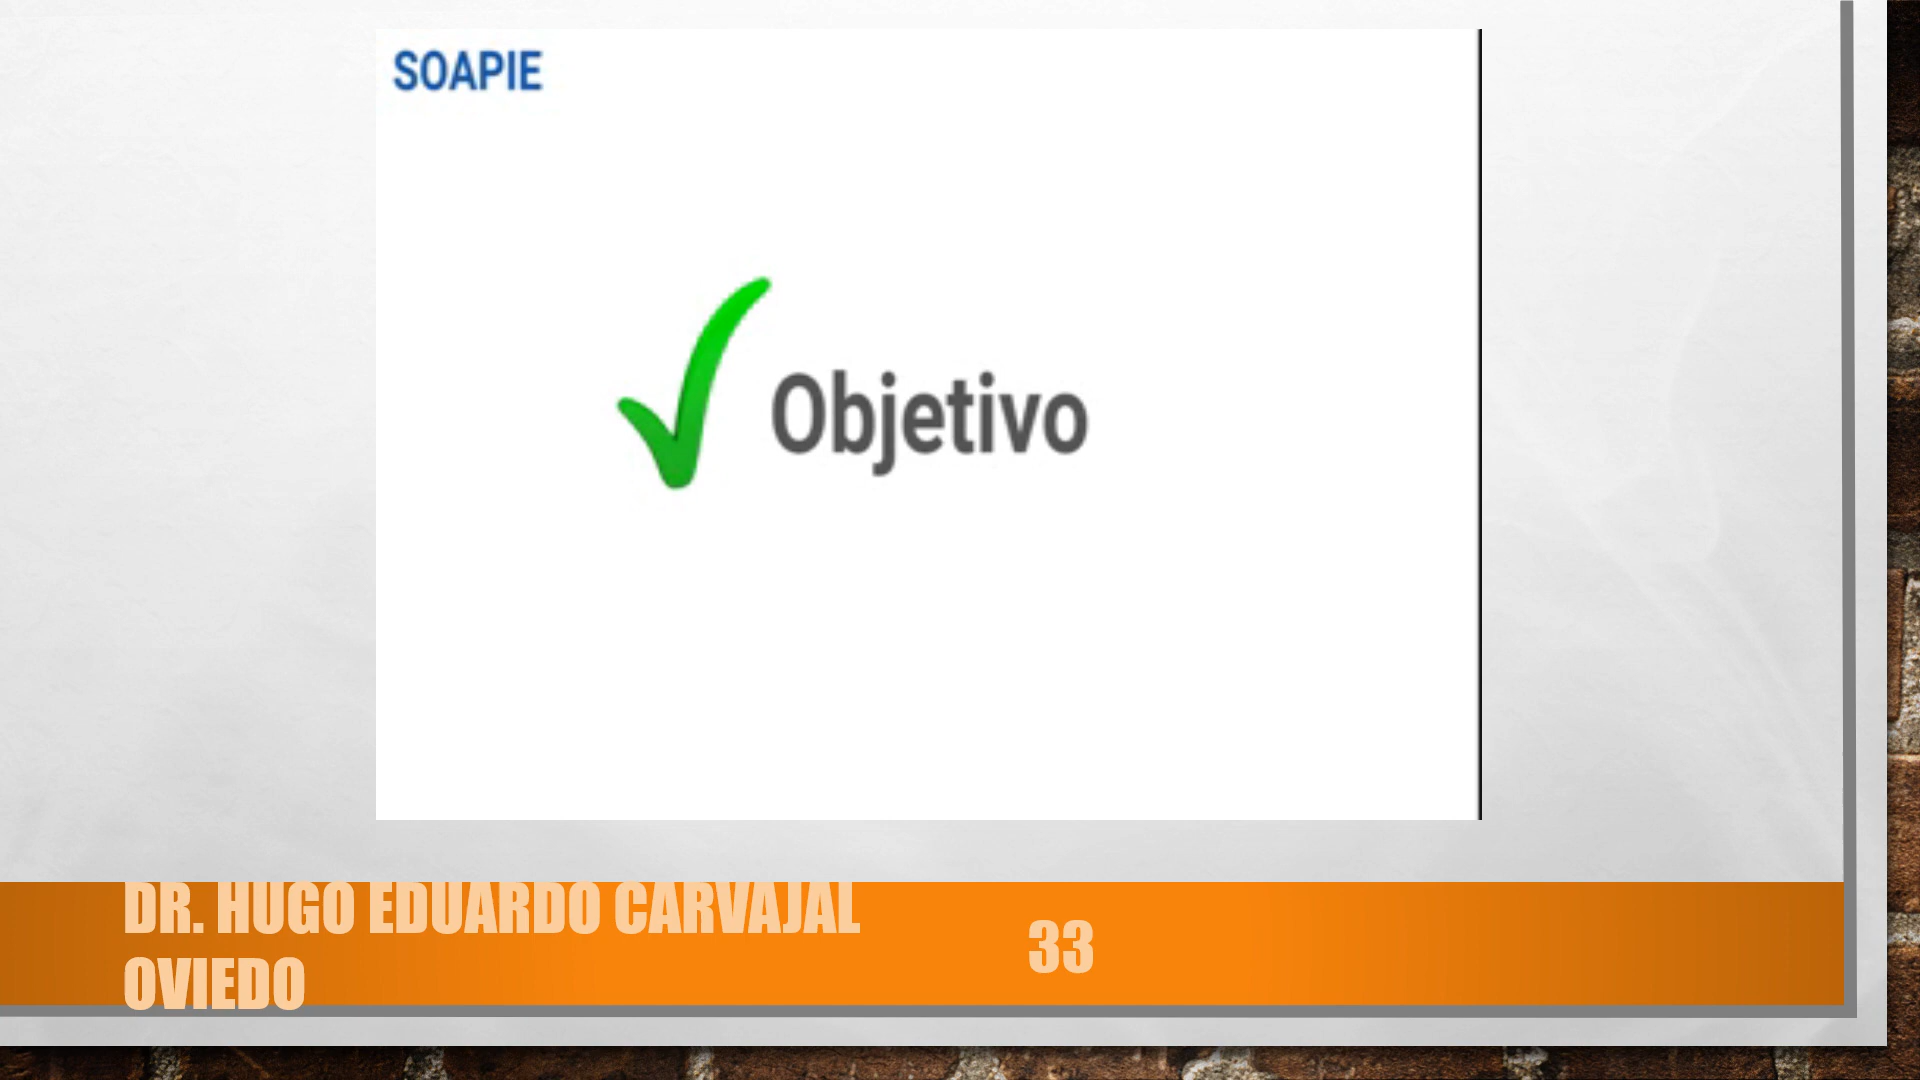 SOAPIE
Objetivo
DR. HUGO EDUARDO CARVAJAL
OVIEDO
33